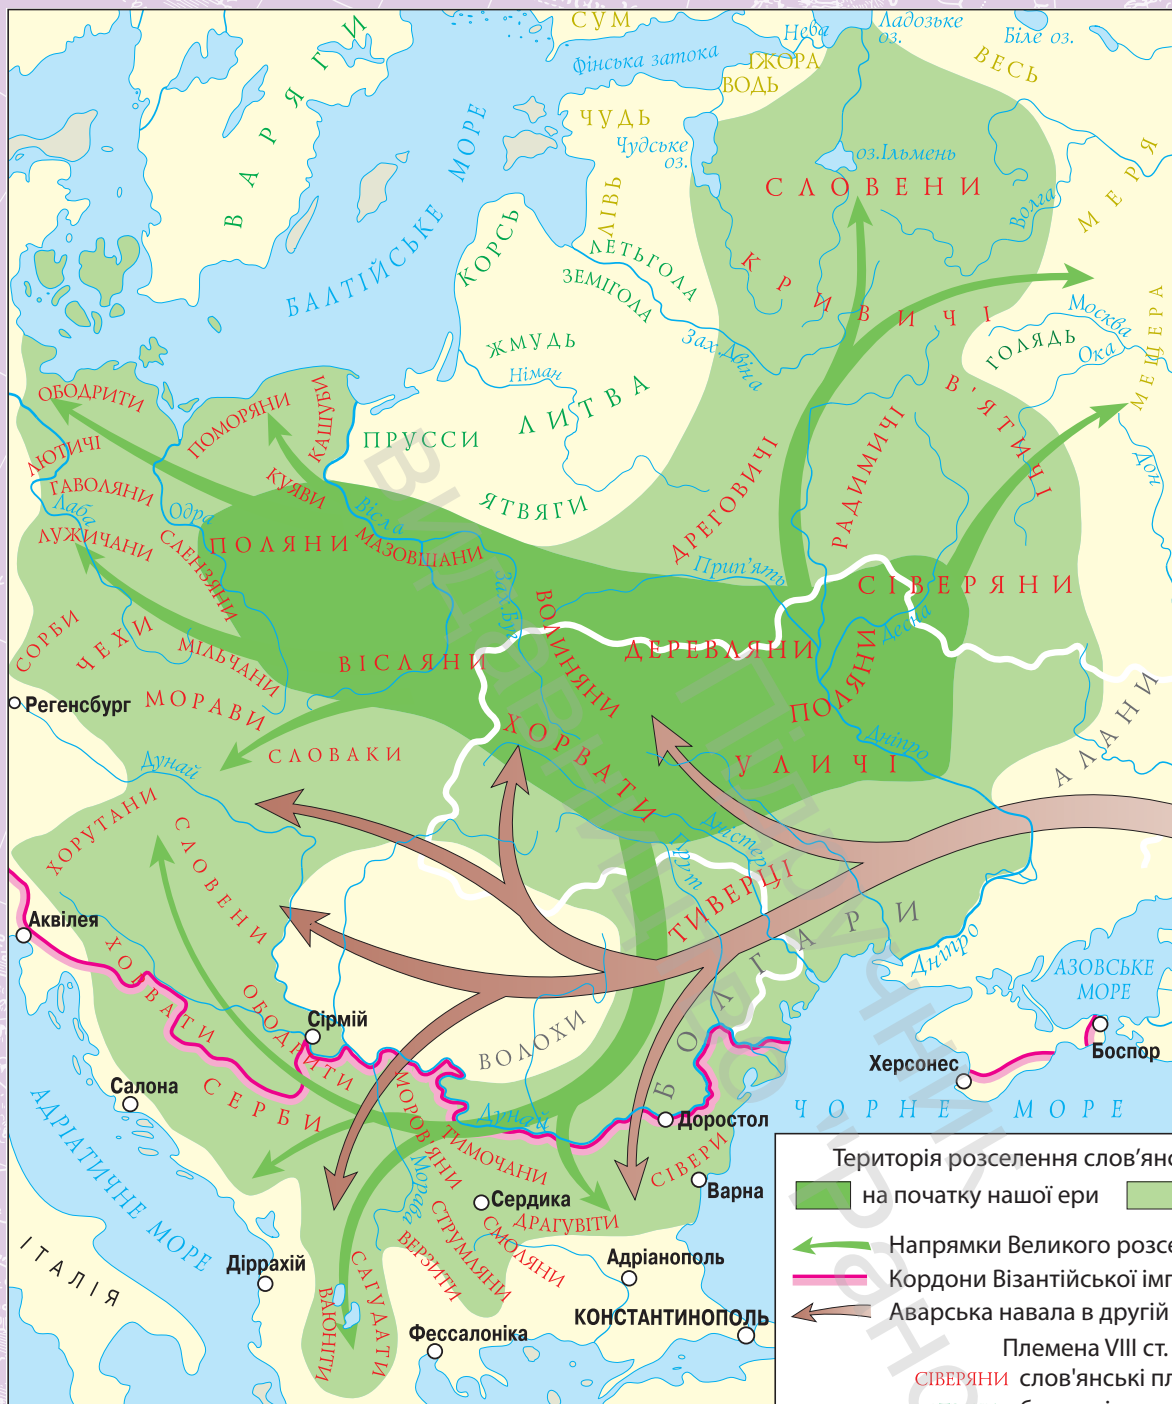 СУМ
Нева
Ладозьке
оз.
Біле оз.
Фінська затока
ІЖОРА
ВОДЬ
ВЕСЬ
ВАРЯГИ
ЧУДЬ
Чудське
оз.
оз.Ільмень
СЛОВЕНИ
МЕРЯ
Волга
БАЛТІЙСЬКЕ МОРЕ
ЛІВЬ
КОРСЬ
ЛЕТЬГОЛА
ЗЕМІГОЛА
КРИВИЧІ
Зах.Двіна
Москва
ГОЛЯДЬ
Ока
МЕЩЕРА
ЖМУДЬ
Німан
ЛИТВА
В'ЯТИЧІ
ОБОДРИТИ
ПОМОРЯНИ
КАШУБИ
ПРУССИ
ЯТВЯГИ
ДРЕГОВИЧІ
РАДИМИЧІ
Дон
ЛЮТИЧІ
ГАВОЛЯНИ
Лаба
ЛУЖИЧАНИ
Одра
СЛЕНЗЯНИ
КУЯВИ
Вісла
ПОЛЯНИ
МАЗОВШАНИ
Зах.Буг
Прип'ять
СІВЕРЯНИ
Десна
СОРБИ
ЧЕХИ
МІЛЬЧАНИ
ВІСЛЯНИ
ВОЛИНЯНИ
ДЕРЕВЛЯНИ
ПОЛЯНИ
Регенсбург
МОРАВИ
СЛОВАКИ
ХОРВАТИ
УЛИЧІ
Дніпро
АЛАНИ
Дунай
ХОРУТАНИ
СЛОВЕНИ
Дністер
Прут
ТИВЕРЦІ
БОЛГАРИ
Дніпро
Аквілея
ХОРВАТИ
ОБОДРИТИ
Сірмій
ВОЛОХИ
АЗОВСЬКЕ
МОРЕ
Боспор
Херсонес
Салона
СЕРБИ
МОРОВ'ЯНИ
Дунай
Доростол
ЧОРНЕ МОРЕ
АДРІАТИЧНЕ МОРЕ
ТИМОЧАНИ
Морава
СІВЕРИ
Варна
Сердика
ДРАГУВІТИ
СТРУМЛЯНИ
СМОЛЯНИ
ВЕРЗИТИ
ІТАЛІЯ
Діррахій
Адріанополь
ВАЮНІТИ
САГУДАТИ
Фессалоніка
КОНСТАНТИНОПОЛЬ
Територія розселення слов'янс
на початку нашої ери
Напрямки Великого розсе
Кордони Візантійської імп
Аварська навала в другій
Племена VIII ст.
СІВЕРЯНИ слов'янські пл
Підручник
Видавництво
"Ранок